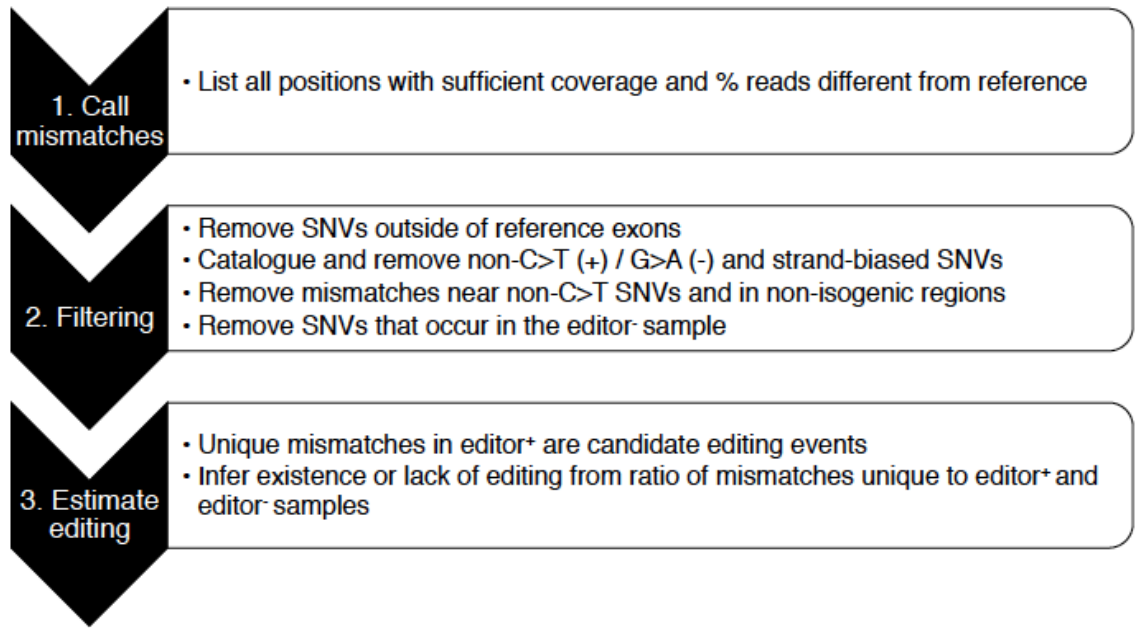 1. Call
mismatches
• List all positions with sufficient coverage and % reads different from reference
2. Filtering
• Remove SNVs outside of reference exons
• Catalogue and remove non-C>T (+) / G>A (-) and strand-biased SNVs
• Remove mismatches near non-C>T SNVs and in non-isogenic regions
• Remove SNVs that occur in the editor⁻ sample
3. Estimate
editing
• Unique mismatches in editor⁺ are candidate editing events
• Infer existence or lack of editing from ratio of mismatches unique to editor⁺ and
editor⁻ samples